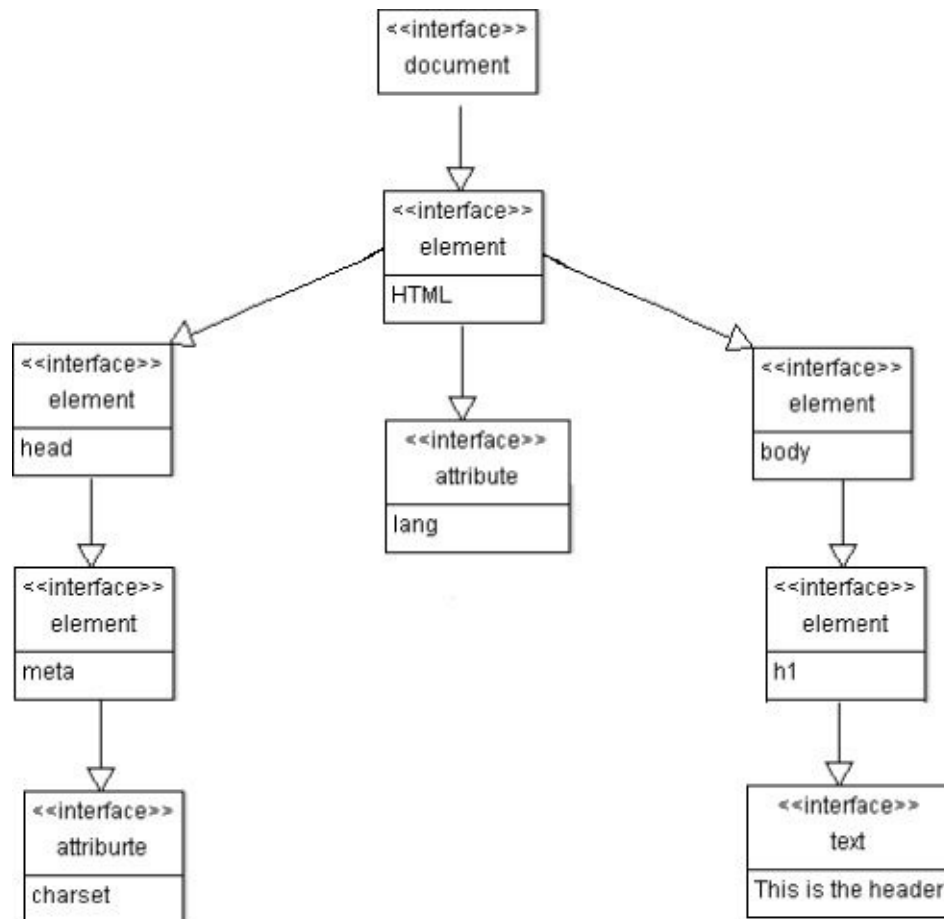 <<interface>>
document
<<interface>>
element
HTML
<<interface>>
element
head
<<interface>>
attribute
lang
<<interface>>
element
body
<<interface>>
element
meta
<<interface>>
element
h1
<<interface>>
attriburte
charset
<<interface>>
text
This is the header